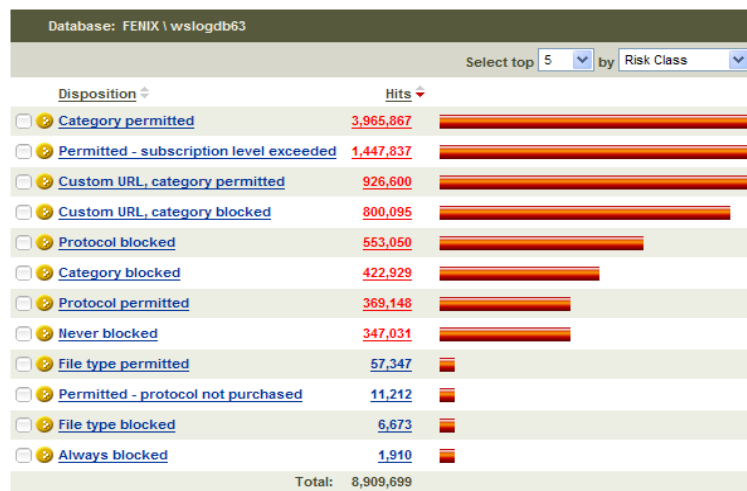 Database: FENIX \ wslogdb63
Select top 5 by Risk Class
Disposition Hits
Category permitted 3,965,867
Permitted - subscription level exceeded 1,447,837
Custom URL, category permitted 926,600
Custom URL, category blocked 800,095
Protocol blocked 553,050
Category blocked 422,929
Protocol permitted 369,148
Never blocked 347,031
File type permitted 57,347
Permitted - protocol not purchased 11,212
File type blocked 6,673
Always blocked 1,910
Total: 8,909,699